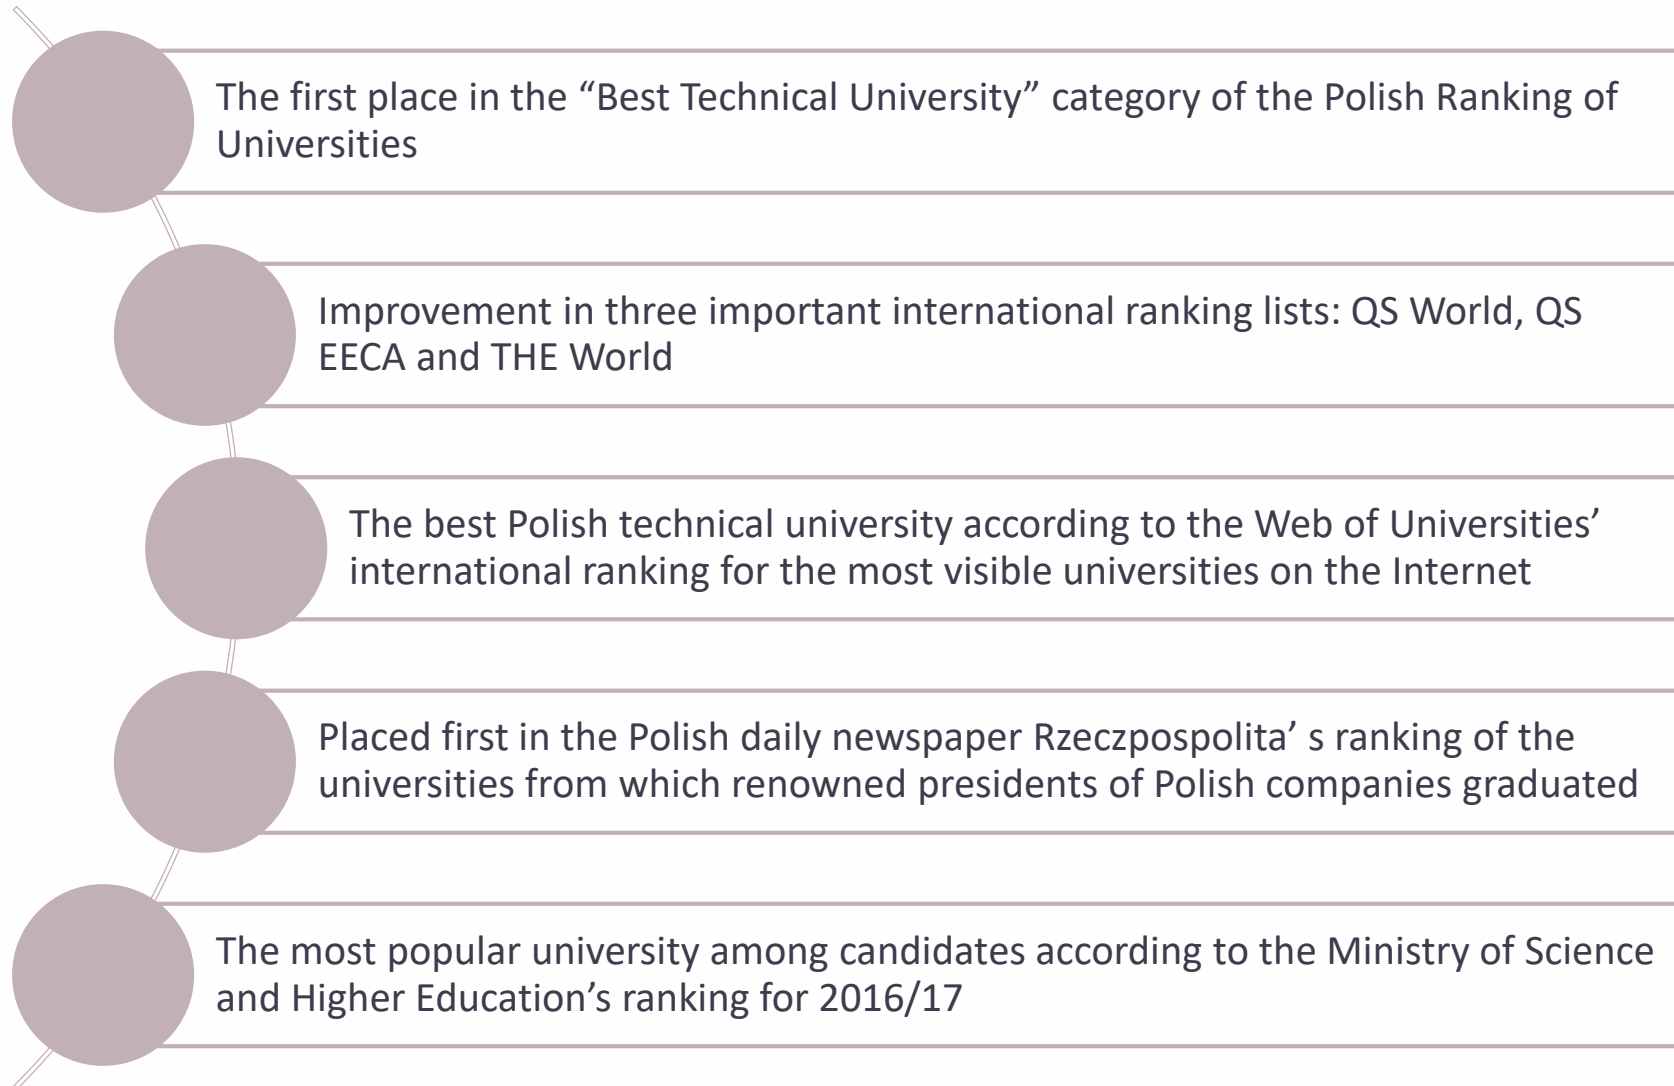 The first place in the “Best Technical University” category of the Polish Ranking of
Universities
Improvement in three important international ranking lists: QS World, QS
EECA and THE World
The best Polish technical university according to the Web of Universities’
international ranking for the most visible universities on the Internet
Placed first in the Polish daily newspaper Rzeczpospolita’ s ranking of the
universities from which renowned presidents of Polish companies graduated
The most popular university among candidates according to the Ministry of Science
and Higher Education’s ranking for 2016/17